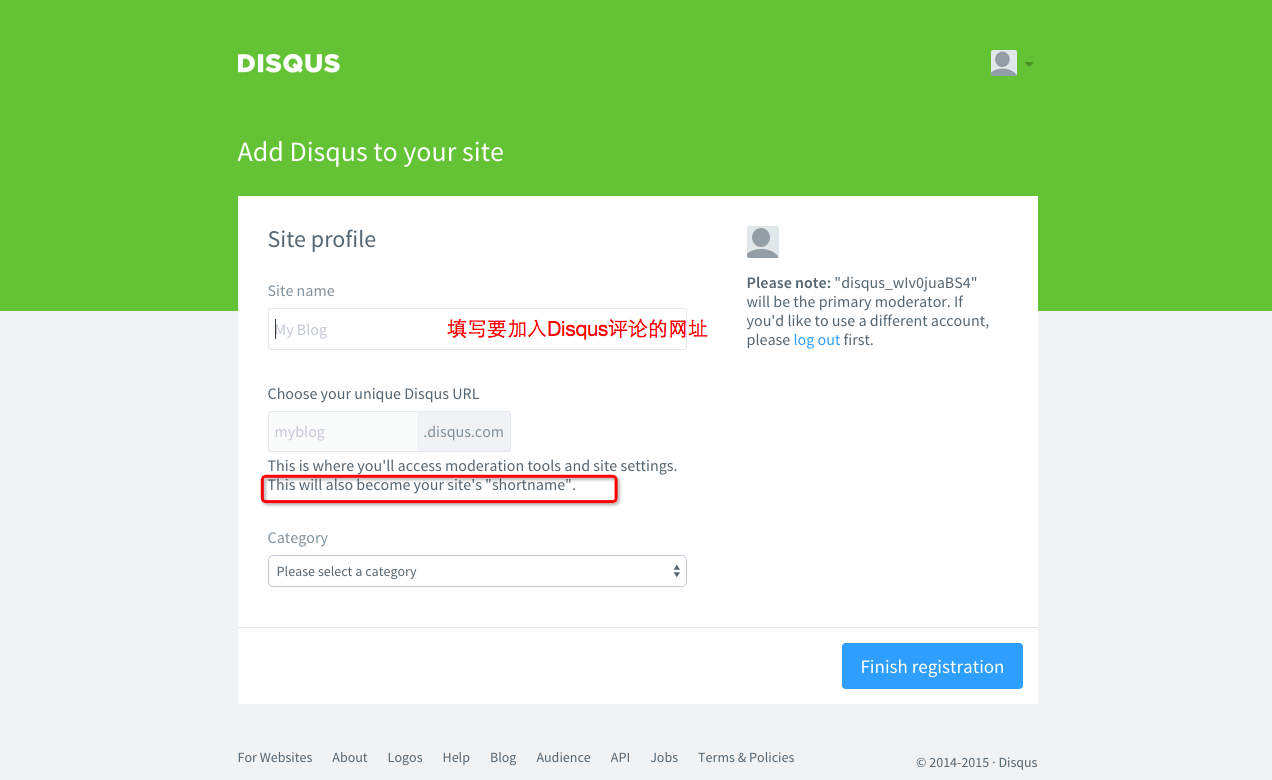 DISQUS
Add Disqus to your site
Site profile
Site name
My Blog
填写要加入Disqus评论的网址
Choose your unique Disqus URL
myblog .disqus.com
This is where you'll access moderation tools and site settings.
This will also become your site's "shortname".
Category
Please select a category
Please note: "disqus_wIv0juaBS4"
will be the primary moderator. If
you'd like to use a different account,
please log out first.
Finish registration
For Websites About Logos Help Blog Audience API Jobs Terms & Policies
© 2014-2015 · Disqus